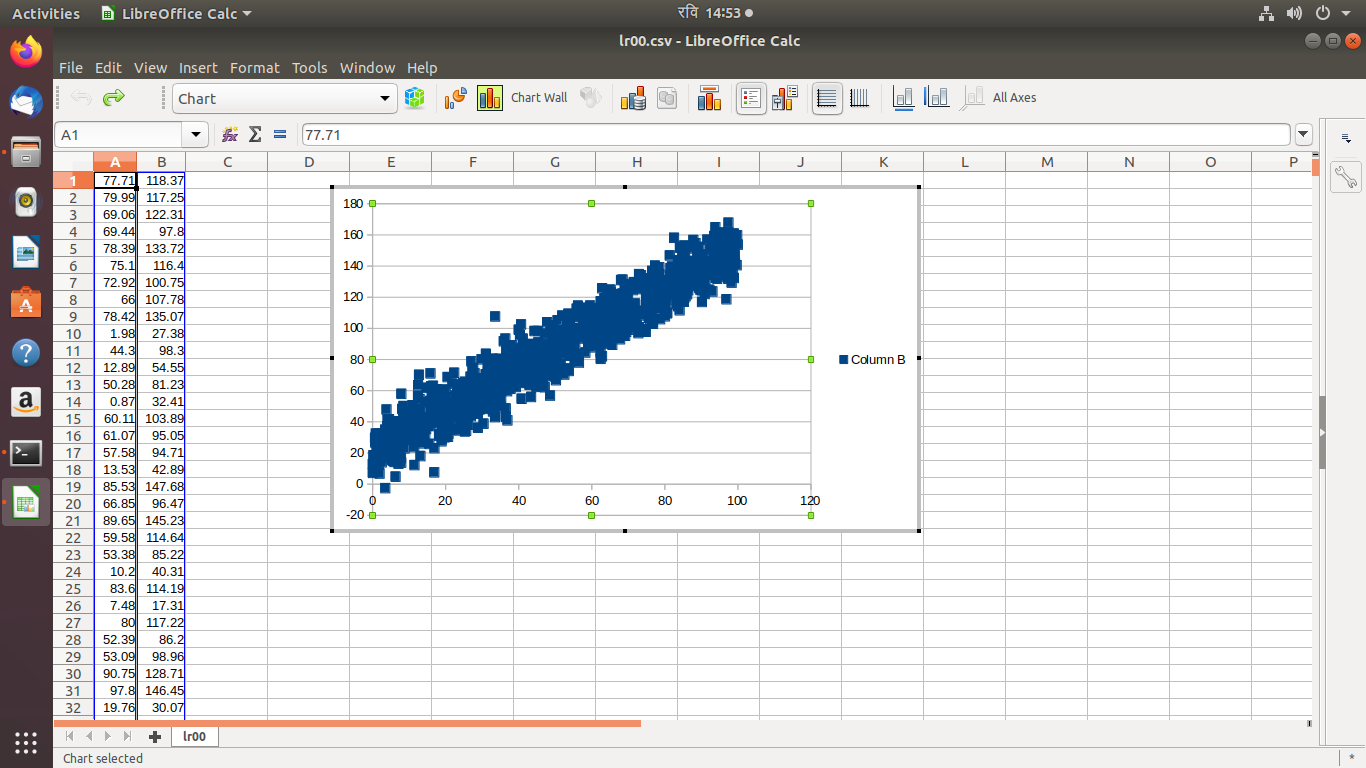 Activities LibreOffice Calc रवि 14:53
lr00.csv - LibreOffice Calc
File Edit View Insert Format Tools Window Help
Chart Chart Wall All Axes
A1 77.71
A B C D E F G H I J K L M N O P
1 77.71 118.37
2 79.99 117.25
3 69.06 122.31
4 69.44 97.8
5 78.39 133.72
6 75.1 116.4
7 72.92 100.75
8 66 107.78
9 78.42 135.07
10 1.98 27.38
11 44.3 98.3
12 12.89 54.55
13 50.28 81.23
14 0.87 32.41
15 60.11 103.89
16 61.07 95.05
17 57.58 94.71
18 13.53 42.89
19 85.53 147.68
20 66.85 96.47
21 89.65 145.23
22 59.58 114.64
23 53.38 85.22
24 10.2 40.31
25 83.6 114.19
26 7.48 17.31
27 80 117.22
28 52.39 86.2
29 53.09 98.96
30 90.75 128.71
31 97.8 146.45
32 19.76 30.07
180
160
140
120
100
80
60
40
20
0
-20
0 20 40 60 80 100 120
Column B
lr00
Chart selected